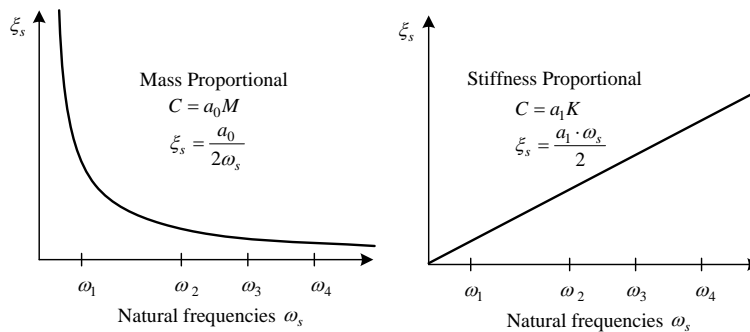 ξₛ
Mass Proportional
C = a₀M
ξₛ = a₀ / 2ωₛ
ω₁ ω₂ ω₃ ω₄
Natural frequencies ωₛ
ξₛ
Stiffness Proportional
C = a₁K
ξₛ = a₁ · ωₛ / 2
ω₁ ω₂ ω₃ ω₄
Natural frequencies ωₛ